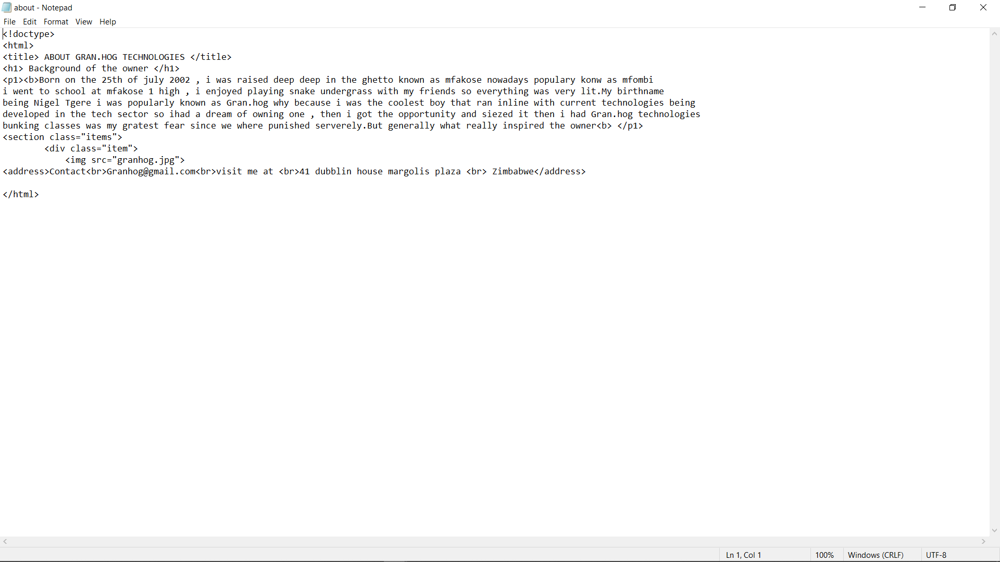 about - Notepad
File Edit Format View Help
<!doctype>
<html>
<title> ABOUT GRAN.HOG TECHNOLOGIES </title>
<h1> Background of the owner </h1>
<p1><b>Born on the 25th of july 2002 , i was raised deep deep in the ghetto known as mfakose nowadays populary konw as mfombi
i went to school at mfakose 1 high , i enjoyed playing snake undergrass with my friends so everything was very lit.My birthname
being Nigel Tgere i was popularly known as Gran.hog why because i was the coolest boy that ran inline with current technologies being
developed in the tech sector so ihad a dream of owning one , then i got the opportunity and siezed it then i had Gran.hog technologies
bunking classes was my gratest fear since we where punished serverely.But generally what really inspired the owner<b> </p1>
<section class="items">
<div class="item">
<img src="granhog.jpg">
<address>Contact<br>Granhog@gmail.com<br>visit me at <br>41 dubblin house margolis plaza <br> Zimbabwe</address>
</html>
Ln 1, Col 1 100% Windows (CRLF) UTF-8